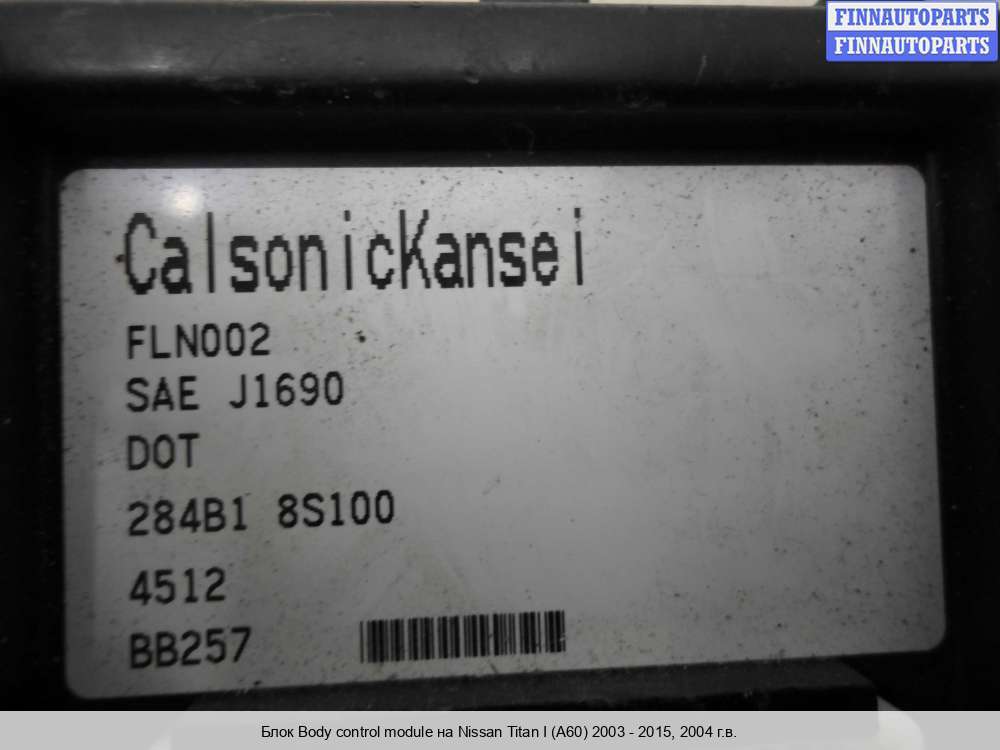 FINNAUTOPARTS
FINNAUTOPARTS
CalsonicKansei
FLN002
SAE J1690
DOT
284B1 8S100
4512
BB257
Блок Body control module на Nissan Titan I (A60) 2003 - 2015, 2004 г.в.